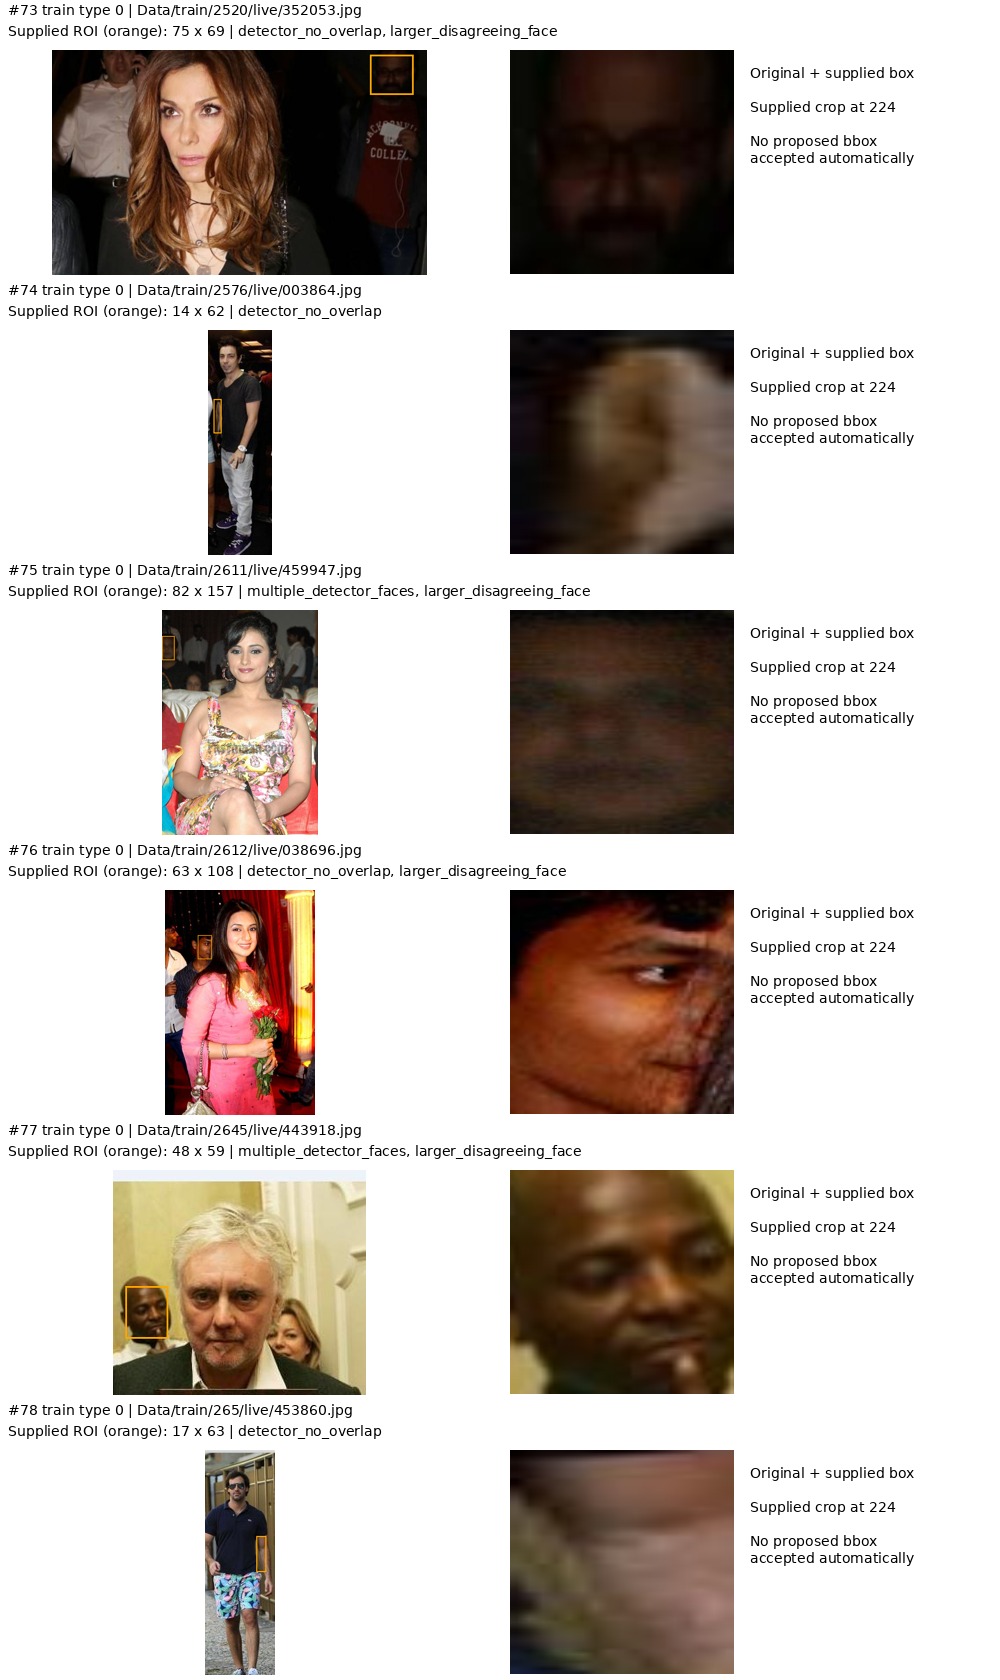 #73 train type 0 | Data/train/2520/live/352053.jpg
Supplied ROI (orange): 75 x 69 | detector_no_overlap, larger_disagreeing_face
Original + supplied box
Supplied crop at 224
No proposed bbox
accepted automatically
JACKSONVILLE
COLLEGE
#74 train type 0 | Data/train/2576/live/003864.jpg
Supplied ROI (orange): 14 x 62 | detector_no_overlap
Original + supplied box
Supplied crop at 224
No proposed bbox
accepted automatically
#75 train type 0 | Data/train/2611/live/459947.jpg
Supplied ROI (orange): 82 x 157 | multiple_detector_faces, larger_disagreeing_face
Original + supplied box
Supplied crop at 224
No proposed bbox
accepted automatically
#76 train type 0 | Data/train/2612/live/038696.jpg
Supplied ROI (orange): 63 x 108 | detector_no_overlap, larger_disagreeing_face
Original + supplied box
Supplied crop at 224
No proposed bbox
accepted automatically
#77 train type 0 | Data/train/2645/live/443918.jpg
Supplied ROI (orange): 48 x 59 | multiple_detector_faces, larger_disagreeing_face
Original + supplied box
Supplied crop at 224
No proposed bbox
accepted automatically
#78 train type 0 | Data/train/265/live/453860.jpg
Supplied ROI (orange): 17 x 63 | detector_no_overlap
Original + supplied box
Supplied crop at 224
No proposed bbox
accepted automatically